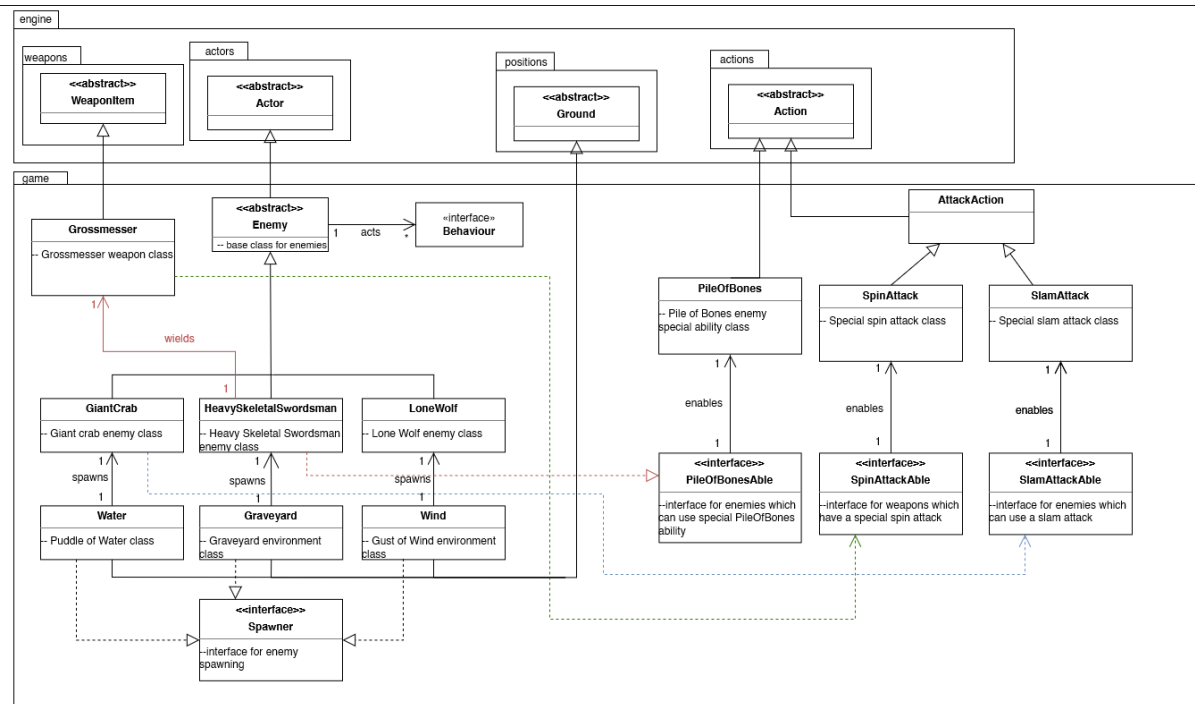 engine
weapons
<<abstract>>
WeaponItem
actors
<<abstract>>
Actor
positions
<<abstract>>
Ground
actions
<<abstract>>
Action
game
Grossmesser
-- Grossmesser weapon class
<<abstract>>
Enemy
-- base class for enemies
1
acts
*
«interface»
Behaviour
AttackAction
PileOfBones
-- Pile of Bones enemy
special ability class
SpinAttack
-- Special spin attack class
SlamAttack
-- Special slam attack class
1
wields
1
1
enables
1
1
enables
1
1
enables
1
GiantCrab
-- Giant crab enemy class
HeavySkeletalSwordsman
-- Heavy Skeletal Swordsman
enemy class
LoneWolf
-- Lone Wolf enemy class
1
spawns
1
1
spawns
1
1
spawns
1
<<interface>>
PileOfBonesAble
--interface for enemies which
can use special PileOfBones
ability
<<interface>>
SpinAttackAble
--interface for weapons which
have a special spin attack
<<interface>>
SlamAttackAble
--interface for enemies which
can use a slam attack
Water
-- Puddle of Water class
Graveyard
-- Graveyard environment
class
Wind
-- Gust of Wind environment
class
<<interface>>
Spawner
--interface for enemy
spawning